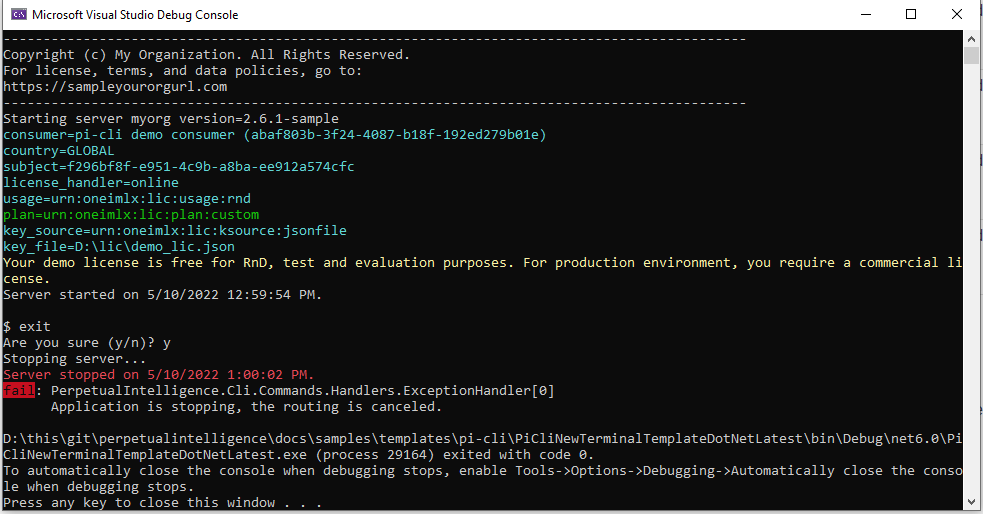 Microsoft Visual Studio Debug Console
---------------------------------------------------------------------------------------------
Copyright (c) My Organization. All Rights Reserved.
For license, terms, and data policies, go to:
https://sampleyourorgurl.com
---------------------------------------------------------------------------------------------
Starting server myorg version=2.6.1-sample
consumer=pi-cli demo consumer (abaf803b-3f24-4087-b18f-192ed279b01e)
country=GLOBAL
subject=f296bf8f-e951-4c9b-a8ba-ee912a574cfc
license_handler=online
usage=urn:oneimlx:lic:usage:rnd
plan=urn:oneimlx:lic:plan:custom
key_source=urn:oneimlx:lic:ksource:jsonfile
key_file=D:\lic\demo_lic.json
Your demo license is free for RnD, test and evaluation purposes. For production environment, you require a commercial li
cense.
Server started on 5/10/2022 12:59:54 PM.
$ exit
Are you sure (y/n)? y
Stopping server...
Server stopped on 5/10/2022 1:00:02 PM.
fail: PerpetualIntelligence.Cli.Commands.Handlers.ExceptionHandler[0]
Application is stopping, the routing is canceled.
D:\this\git\perpetualintelligence\docs\samples\templates\pi-cli\PiCliNewTerminalTemplateDotNetLatest\bin\Debug\net6.0\Pi
CliNewTerminalTemplateDotNetLatest.exe (process 29164) exited with code 0.
To automatically close the console when debugging stops, enable Tools->Options->Debugging->Automatically close the conso
le when debugging stops.
Press any key to close this window . . .